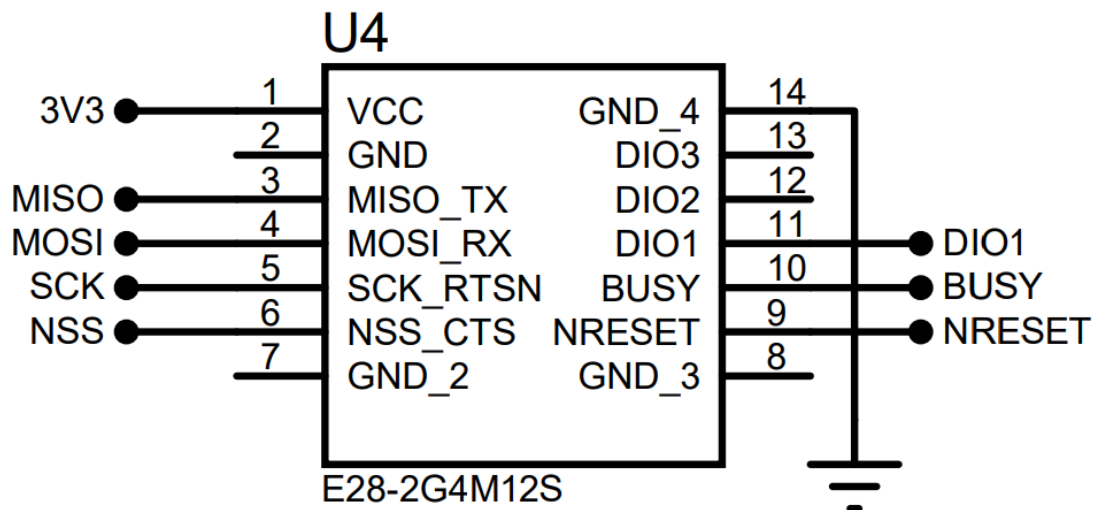 U4
3V3 1 VCC GND_4 14
2 GND DIO3 13
MISO 3 MISO_TX DIO2 12
MOSI 4 MOSI_RX DIO1 11 DIO1
SCK 5 SCK_RTSN BUSY 10 BUSY
NSS 6 NSS_CTS NRESET 9 NRESET
7 GND_2 GND_3 8
E28-2G4M12S